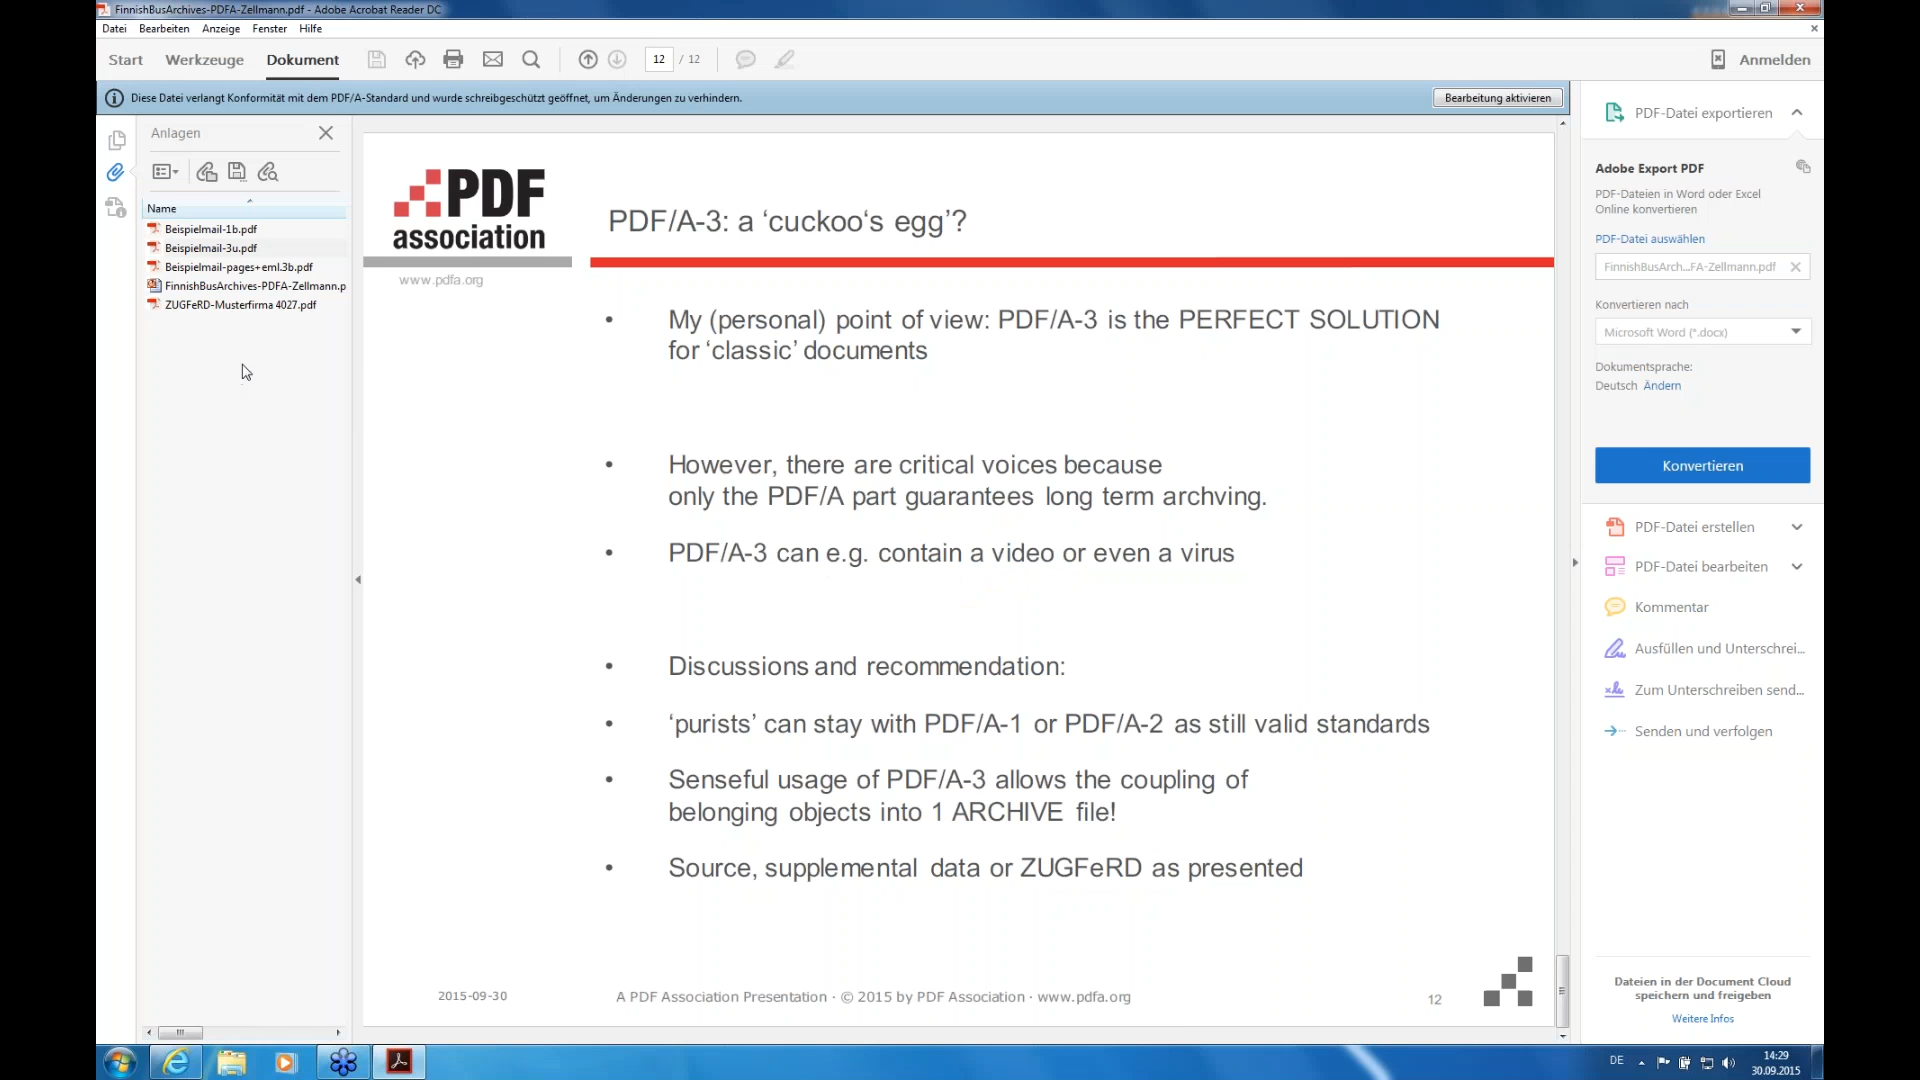 FinnishBusArchives-PDFA-Zellmann.pdf - Adobe Acrobat Reader DC
Datei Bearbeiten Anzeige Fenster Hilfe
Start Werkzeuge Dokument 12 / 12 Anmelden
Diese Datei verlangt Konformität mit dem PDF/A-Standard und wurde schreibgeschützt geöffnet, um Änderungen zu verhindern. Bearbeitung aktivieren
Anlagen
Name
Beispielmail-1b.pdf
Beispielmail-3u.pdf
Beispielmail-pages+eml.3b.pdf
FinnishBusArchives-PDFA-Zellmann.p
ZUGFeRD-Musterfirma 4027.pdf
PDF
association
www.pdfa.org
PDF/A-3: a ‘cuckoo‘s egg’?
• My (personal) point of view: PDF/A-3 is the PERFECT SOLUTION
for ‘classic’ documents
• However, there are critical voices because
only the PDF/A part guarantees long term archving.
• PDF/A-3 can e.g. contain a video or even a virus
• Discussions and recommendation:
• ‘purists’ can stay with PDF/A-1 or PDF/A-2 as still valid standards
• Senseful usage of PDF/A-3 allows the coupling of
belonging objects into 1 ARCHIVE file!
• Source, supplemental data or ZUGFeRD as presented
2015-09-30 A PDF Association Presentation · © 2015 by PDF Association · www.pdfa.org 12
PDF-Datei exportieren
Adobe Export PDF
PDF-Dateien in Word oder Excel
Online konvertieren
PDF-Datei auswählen
FinnishBusArch...FA-Zellmann.pdf
Konvertieren nach
Microsoft Word (*.docx)
Dokumentsprache:
Deutsch Ändern
Konvertieren
PDF-Datei erstellen
PDF-Datei bearbeiten
Kommentar
Ausfüllen und Unterschrei...
Zum Unterschreiben send...
Senden und verfolgen
Dateien in der Document Cloud
speichern und freigeben
Weitere Infos
DE 14:29
30.09.2015